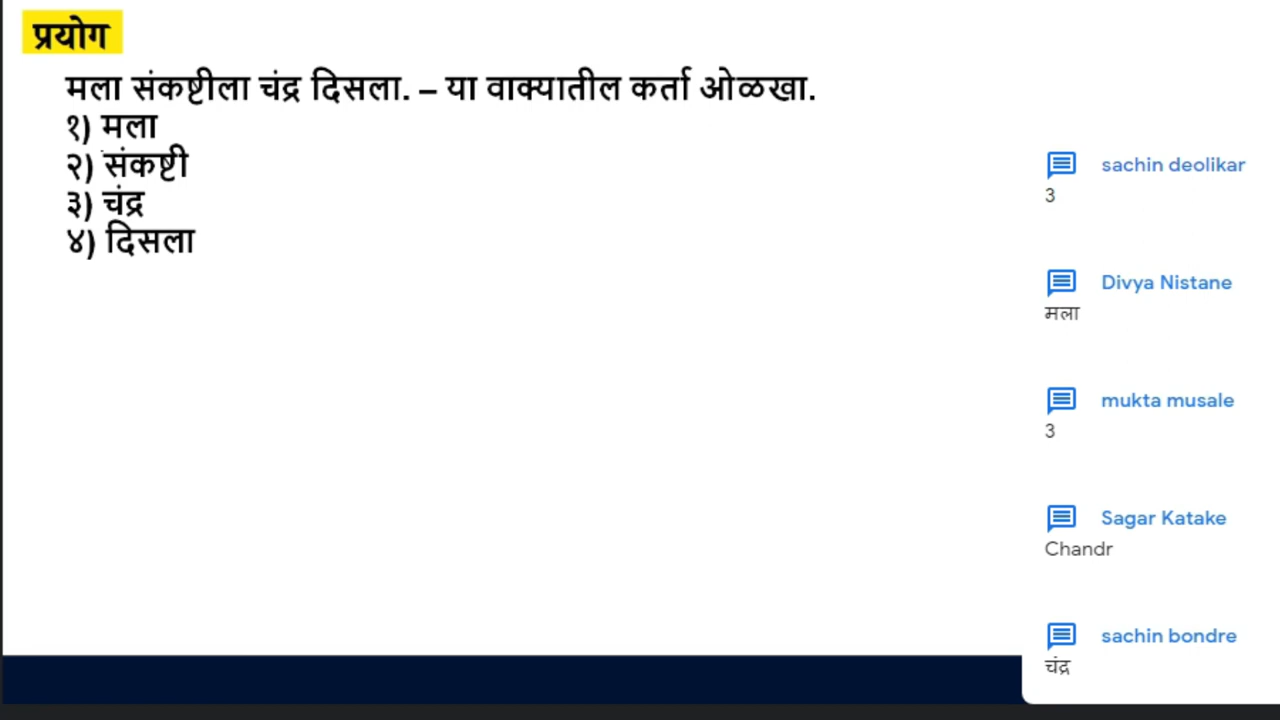 प्रयोग
मला संकष्टीला चंद्र दिसला. – या वाक्यातील कर्ता ओळखा.
१) मला
२) संकष्टी
३) चंद्र
४) दिसला
sachin deolikar
3
Divya Nistane
मला
mukta musale
3
Sagar Katake
Chandr
sachin bondre
चंद्र